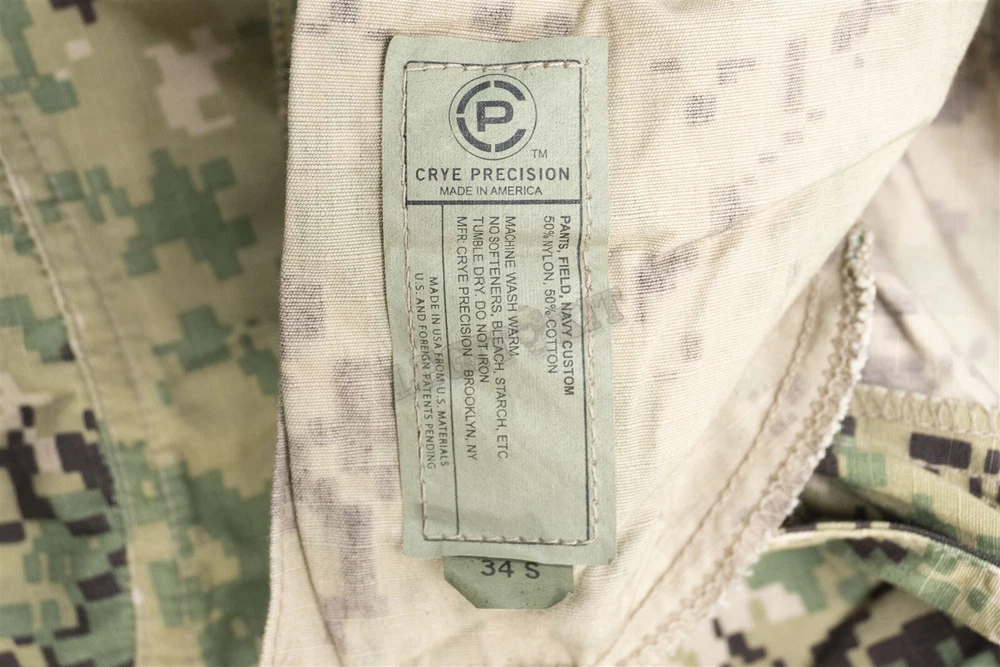 P
TM
CRYE PRECISION
MADE IN AMERICA
PANTS, FIELD, NAVY CUSTOM
50% NYLON, 50% COTTON
MACHINE WASH WARM
NO SOFTENERS, BLEACH, STARCH, ETC.
TUMBLE DRY. DO NOT IRON
MFR: CRYE PRECISION BROOKLYN, NY
MADE IN USA FROM U.S. MATERIALS
U.S. AND FOREIGN PATENTS PENDING
34 S